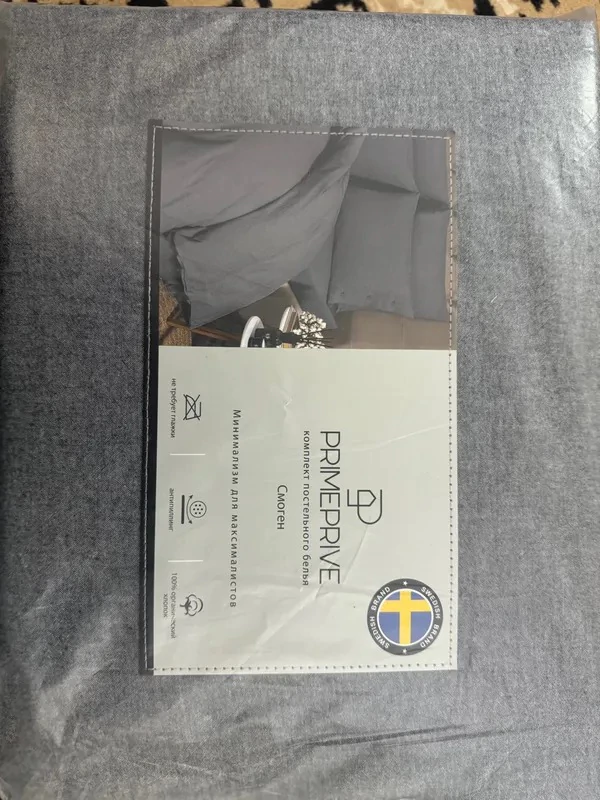 SWEDISH BRAND
SWEDISH BRAND
PRIMEPRIVE
комплект постельного белья
Смоген
Минимализм для максималистов
не требует глажки
антипиллинг
100% органический
хлопок